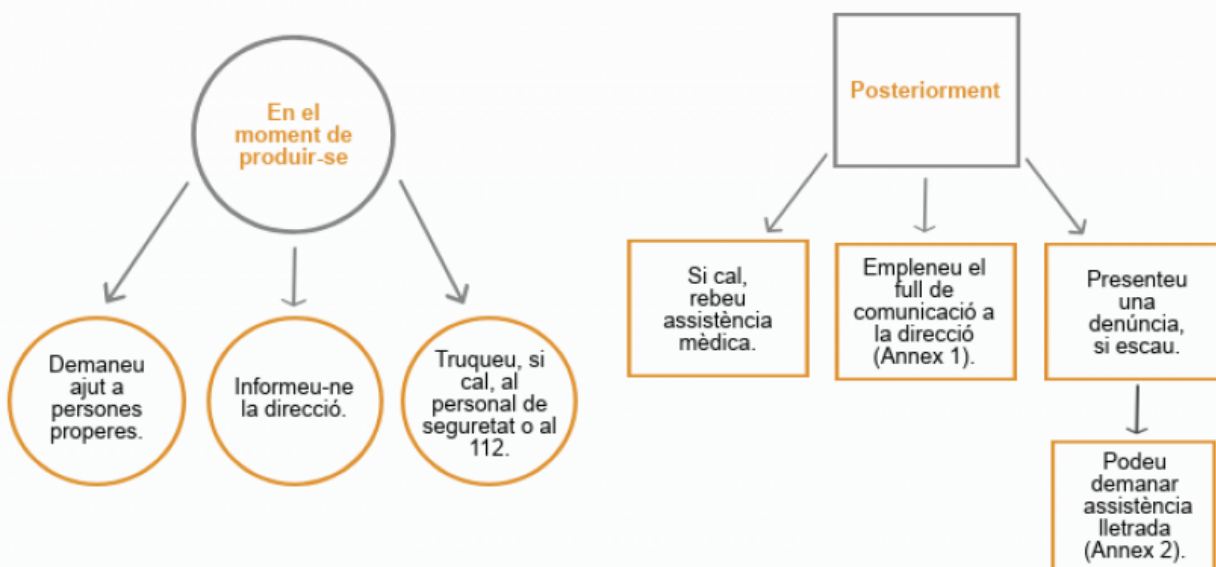 En el
moment de
produir-se
Demaneu
ajut a
persones
properes.
Informeu-ne
la direcció.
Truqueu, si
cal, al
personal de
seguretat o al
112.
Posteriorment
Si cal,
rebeu
assistència
mèdica.
Empleneu el
full de
comunicació a
la direcció
(Annex 1).
Presenteu
una
denúncia,
si escau.
Podeu
demanar
assistència
lletrada
(Annex 2).